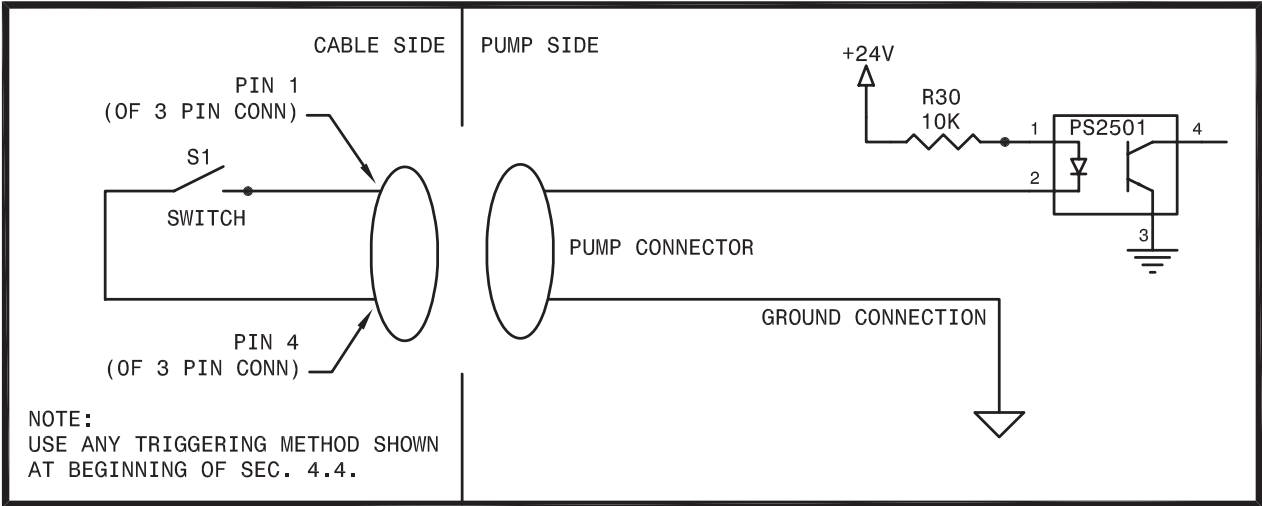 CABLE SIDE
PUMP SIDE
+24V
PIN 1
(OF 3 PIN CONN)
R30
10K
1
PS2501
4
S1
2
SWITCH
3
PUMP CONNECTOR
GROUND CONNECTION
PIN 4
(OF 3 PIN CONN)
NOTE:
USE ANY TRIGGERING METHOD SHOWN
AT BEGINNING OF SEC. 4.4.